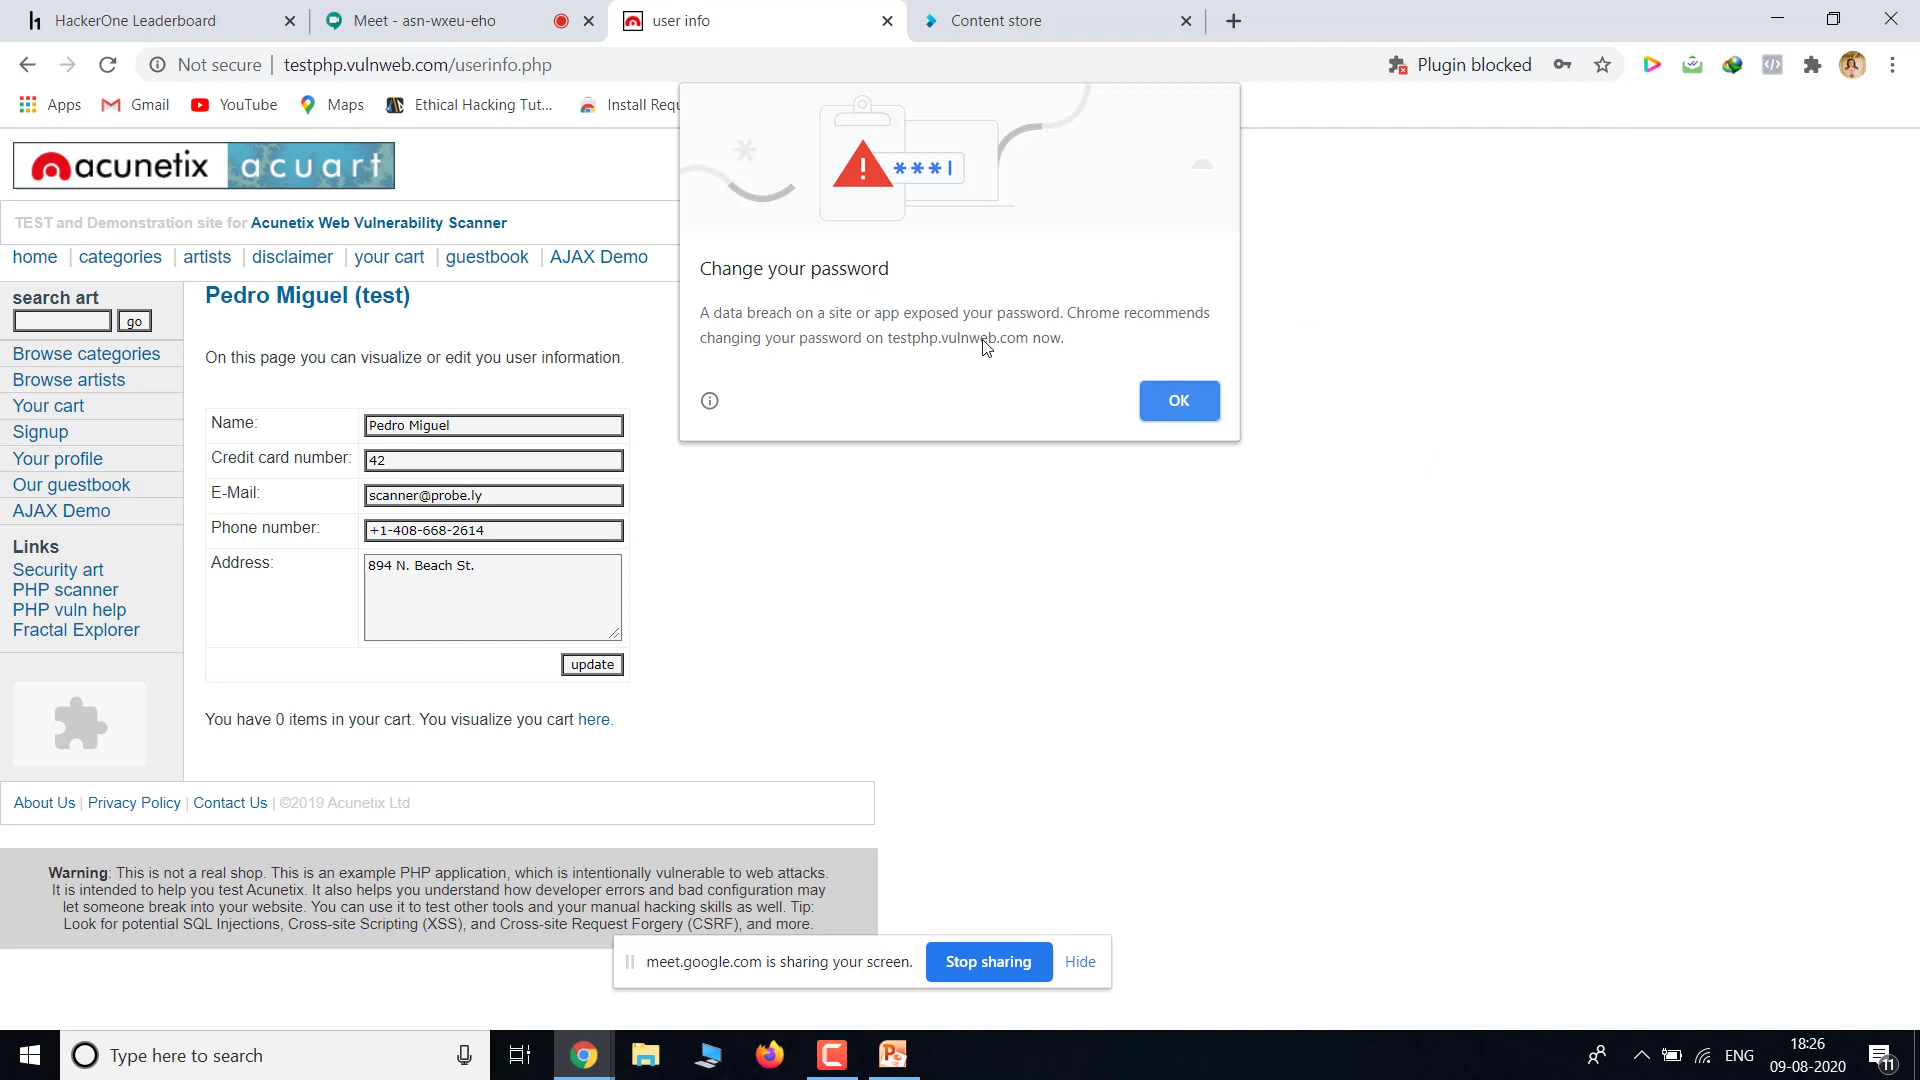 HackerOne Leaderboard
Meet - asn-wxeu-eho
user info
Content store
Not secure | testphp.vulnweb.com/userinfo.php
Plugin blocked
Apps
Gmail
YouTube
Maps
Ethical Hacking Tut...
Install Requ
acunetix acuart
TEST and Demonstration site for Acunetix Web Vulnerability Scanner
home | categories | artists | disclaimer | your cart | guestbook | AJAX Demo
search art
go
Browse categories
Browse artists
Your cart
Signup
Your profile
Our guestbook
AJAX Demo
Links
Security art
PHP scanner
PHP vuln help
Fractal Explorer
Pedro Miguel (test)
On this page you can visualize or edit you user information.
Name: Pedro Miguel
Credit card number: 42
E-Mail: scanner@probe.ly
Phone number: +1-408-668-2614
Address: 894 N. Beach St.
update
You have 0 items in your cart. You visualize you cart here.
! ***|
Change your password
A data breach on a site or app exposed your password. Chrome recommends
changing your password on testphp.vulnweb.com now.
OK
About Us | Privacy Policy | Contact Us | ©2019 Acunetix Ltd
Warning: This is not a real shop. This is an example PHP application, which is intentionally vulnerable to web attacks.
It is intended to help you test Acunetix. It also helps you understand how developer errors and bad configuration may
let someone break into your website. You can use it to test other tools and your manual hacking skills as well. Tip:
Look for potential SQL Injections, Cross-site Scripting (XSS), and Cross-site Request Forgery (CSRF), and more.
meet.google.com is sharing your screen.
Stop sharing
Hide
Type here to search
ENG
18:26
09-08-2020
11